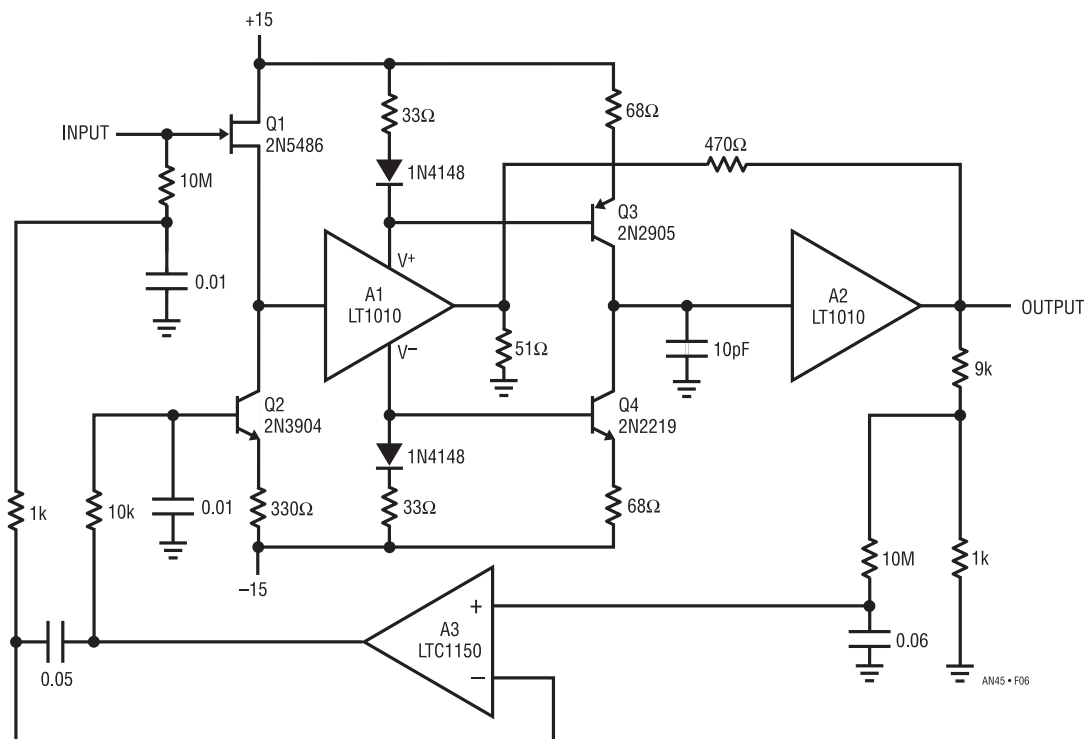 +15
INPUT
Q1
2N5486
10M
0.01
33Ω
1N4148
68Ω
470Ω
Q3
2N2905
V+
A1
LT1010
V–
51Ω
10pF
A2
LT1010
OUTPUT
9k
Q2
2N3904
1N4148
Q4
2N2219
1k
10k
0.01
330Ω
33Ω
68Ω
10M
1k
–15
+
A3
LTC1150
–
0.05
0.06
AN45 • F06